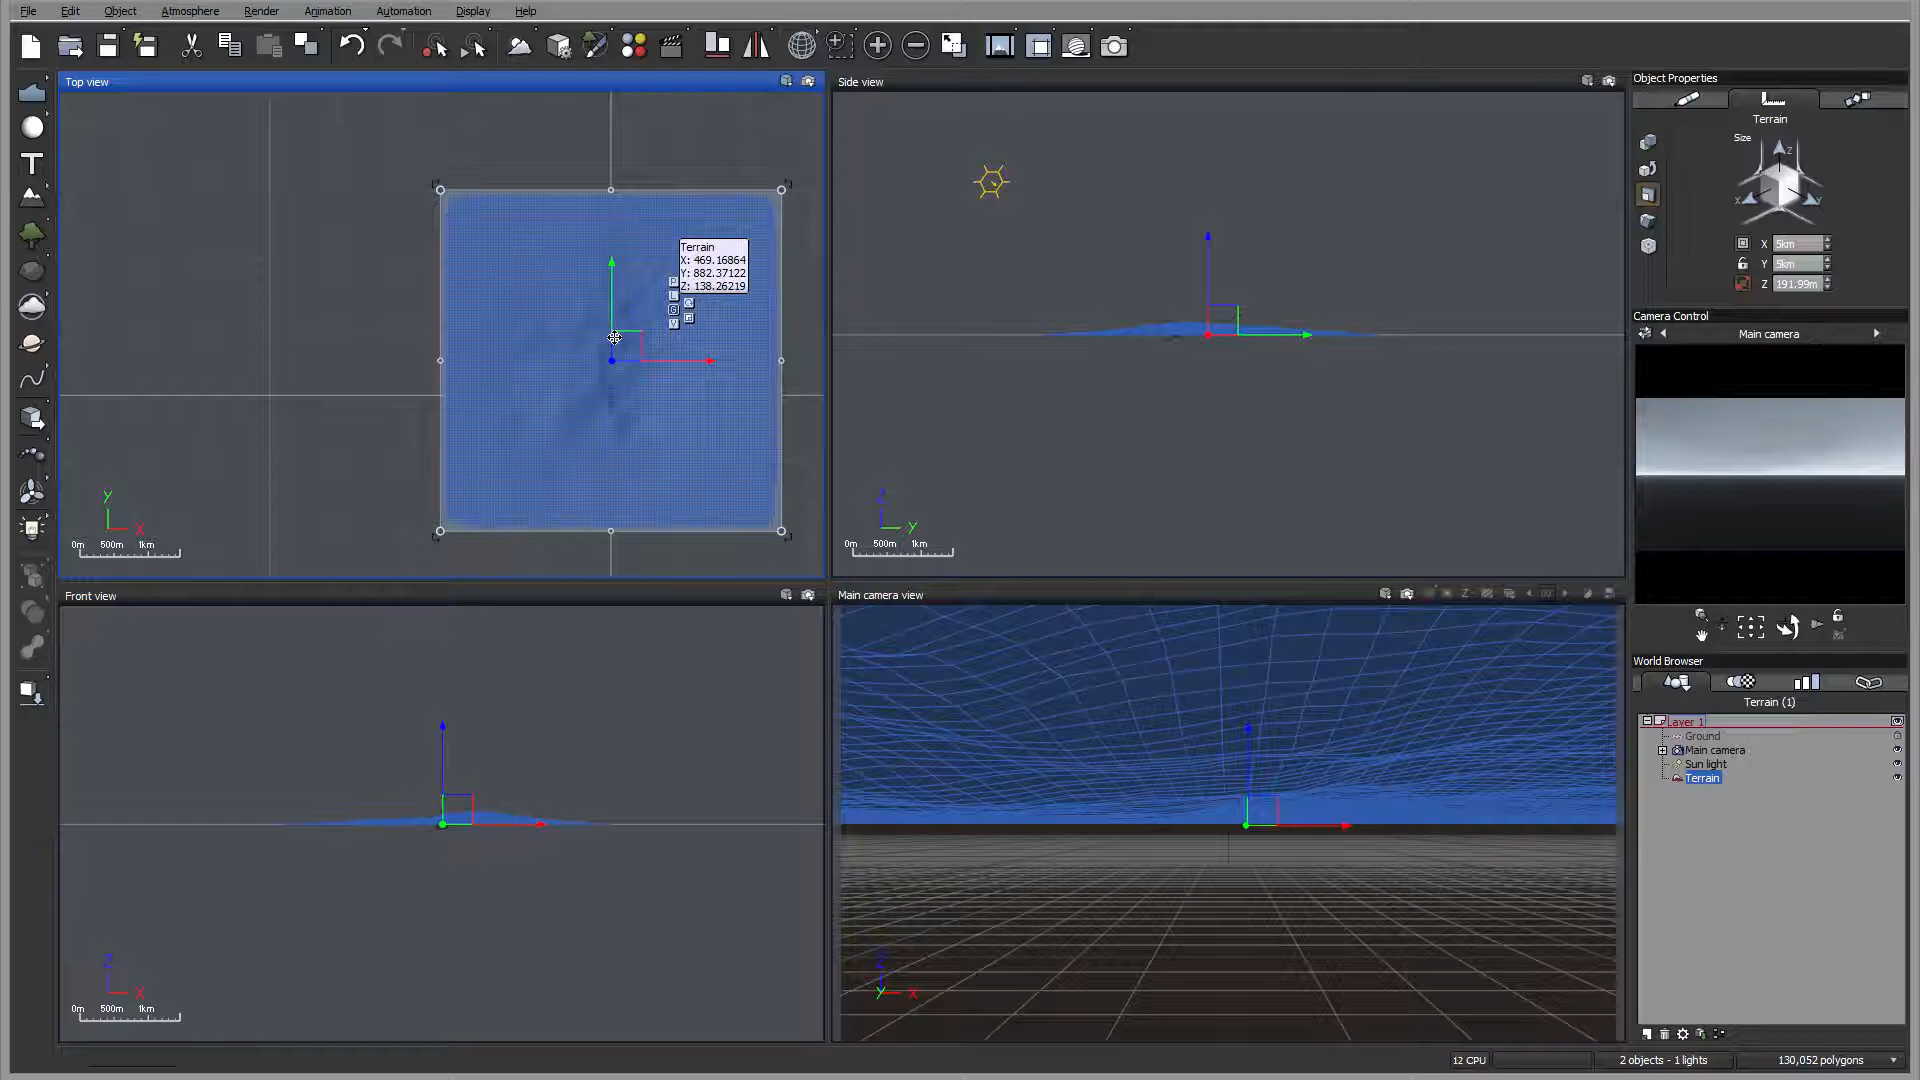 File Edit Object Atmosphere Render Animation Automation Display Help
Top view
Side view
Object Properties
Terrain
Size
Z
X
Y
X 5km
Y 5km
Z 191.99m
Terrain
X: 469.16864
Y: 882.37122
Z: 138.26219
P
L
G
V
Camera Control
Main camera
Y
X
0m 500m 1km
Z
Y
0m 500m 1km
Front view
Main camera view
World Browser
Terrain (1)
Layer 1
Ground
Main camera
Sun light
Terrain
Z
X
0m 500m 1km
Z
Y
X
12 CPU
2 objects - 1 lights
130,052 polygons